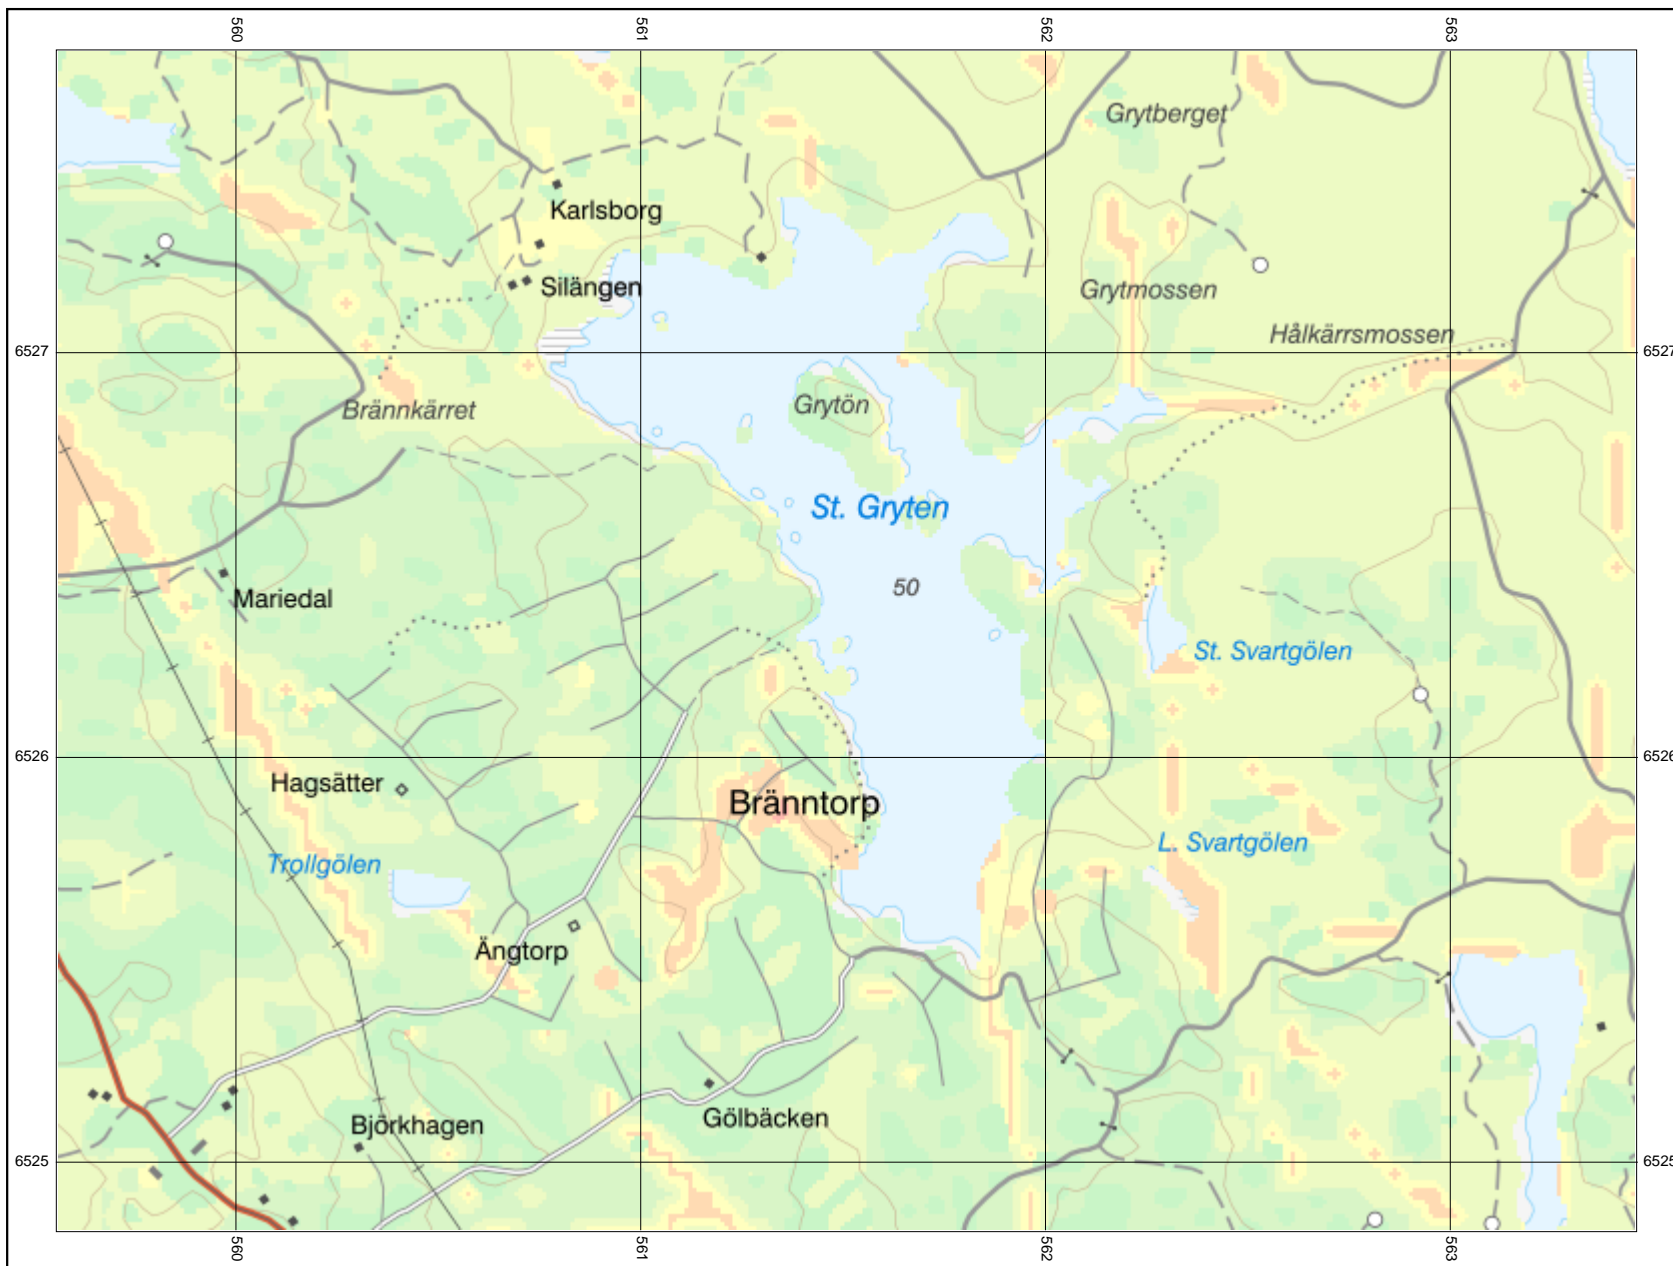 560 561 562 563
Grytberget
Karlsborg
Silängen
Grytmossen
Hålkärrsmossen
6527 6527
Brännkärret
Grytön
St. Gryten
50
Mariedal
St. Svartgölen
6526 6526
Hagsätter
Bränntorp
Trollgölen
L. Svartgölen
Ängtorp
Gölbäcken
Björkhagen
6525 6525
560 561 562 563